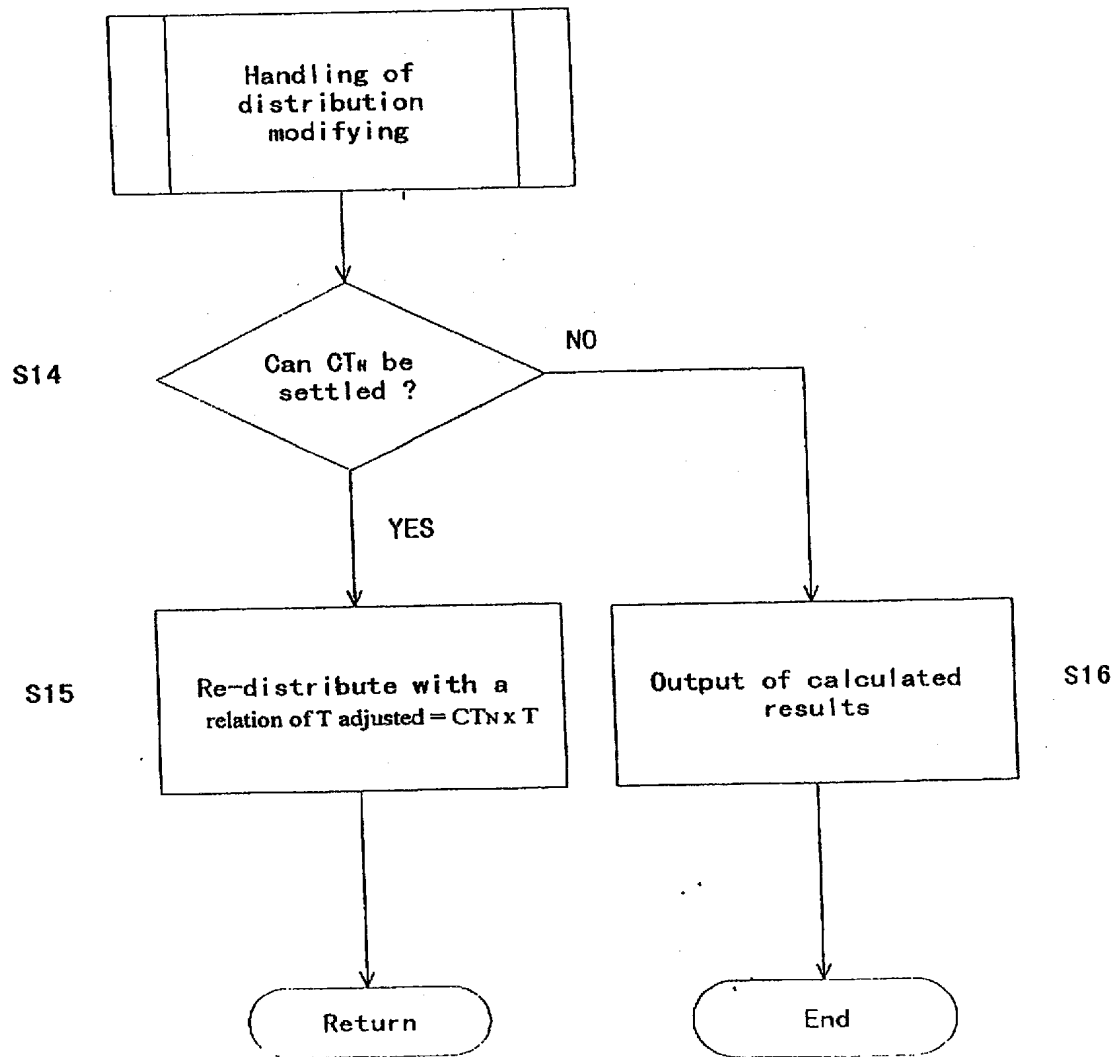 Handling of
distribution
modifying
NO
S14
Can CTN be
settled ?
YES
S15
Re-distribute with a
relation of T adjusted = CTN x T
Output of calculated
results
S16
Return
End